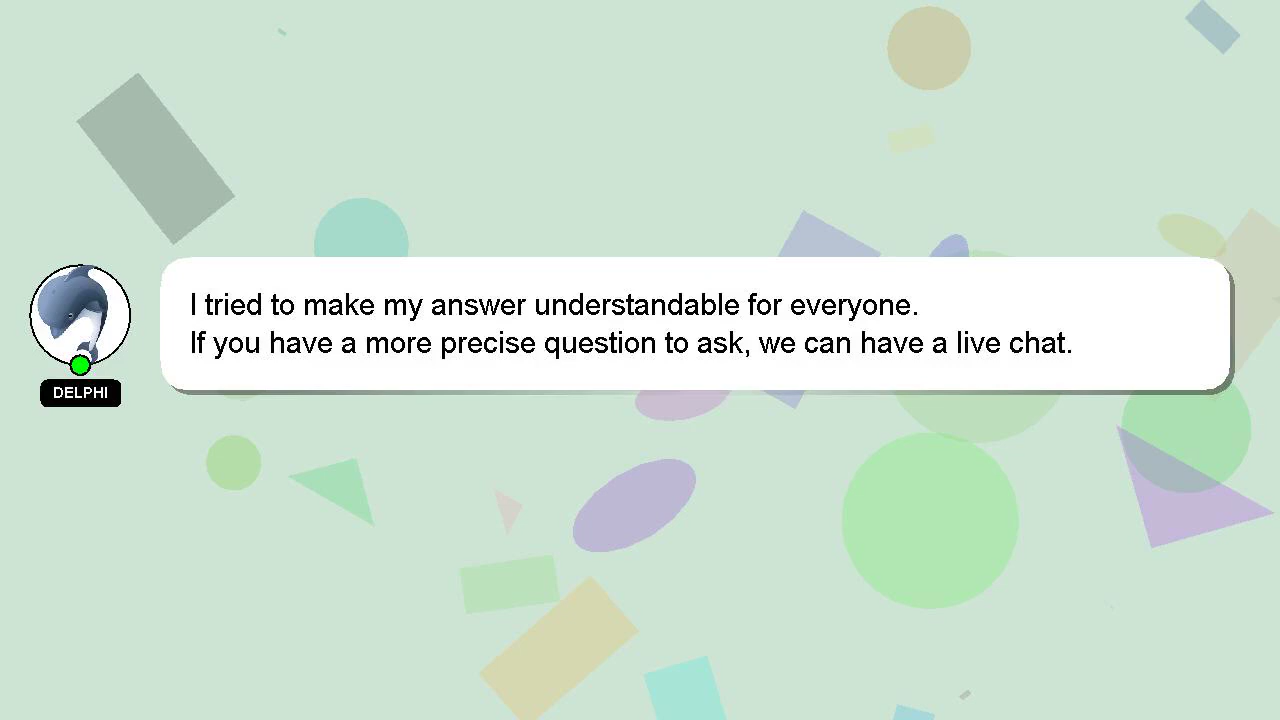 I tried to make my answer understandable for everyone.
If you have a more precise question to ask, we can have a live chat.
DELPHI